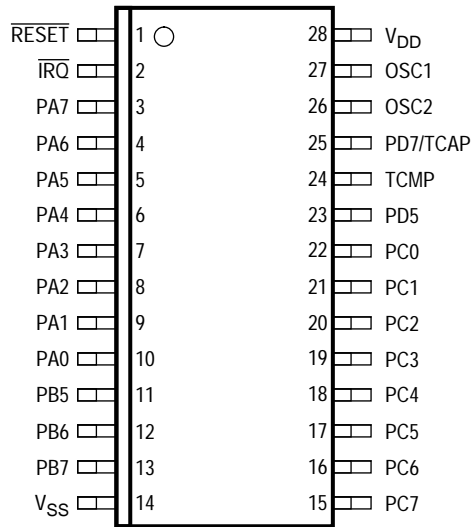 RESET 1 28 VDD
IRQ 2 27 OSC1
PA7 3 26 OSC2
PA6 4 25 PD7/TCAP
PA5 5 24 TCMP
PA4 6 23 PD5
PA3 7 22 PC0
PA2 8 21 PC1
PA1 9 20 PC2
PA0 10 19 PC3
PB5 11 18 PC4
PB6 12 17 PC5
PB7 13 16 PC6
VSS 14 15 PC7